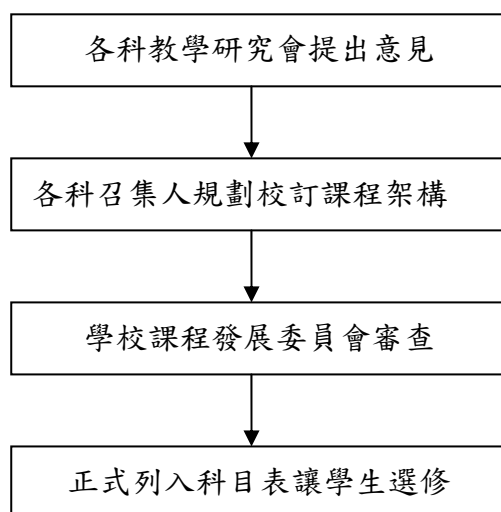 各科教學研究會提出意見
各科召集人規劃校訂課程架構
學校課程發展委員會審查
正式列入科目表讓學生選修